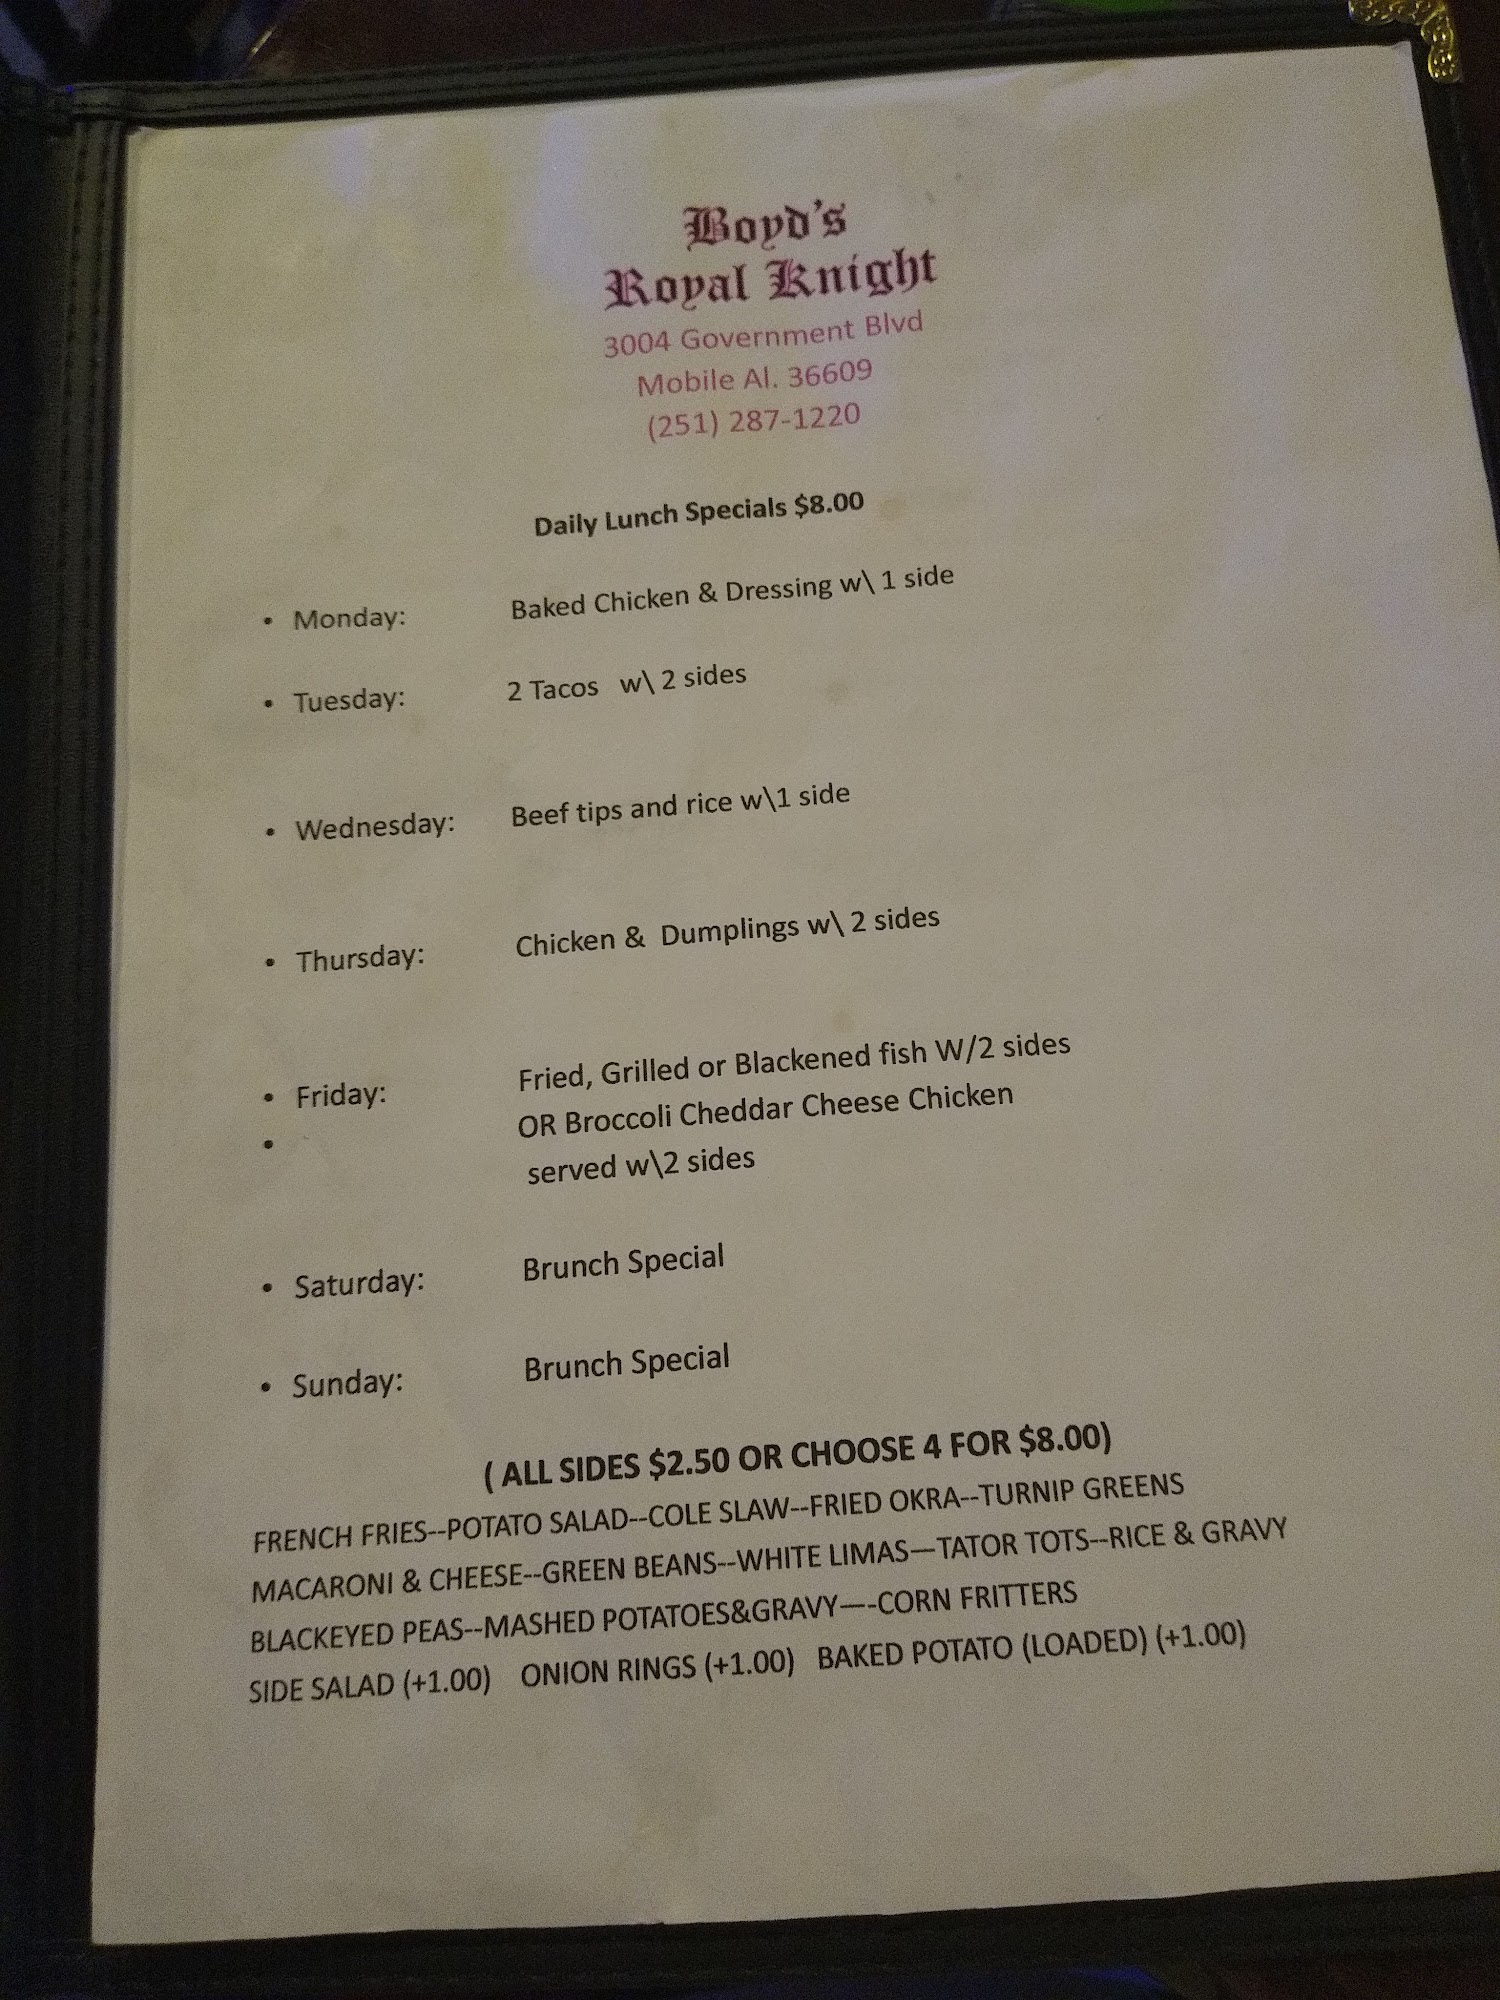 Boyd's
Royal Knight
3004 Government Blvd
Mobile Al. 36609
(251) 287-1220
Daily Lunch Specials $8.00
• Monday: Baked Chicken & Dressing w\ 1 side
• Tuesday: 2 Tacos w\ 2 sides
• Wednesday: Beef tips and rice w\1 side
• Thursday: Chicken & Dumplings w\ 2 sides
• Friday: Fried, Grilled or Blackened fish W/2 sides
• OR Broccoli Cheddar Cheese Chicken
served w\2 sides
• Saturday: Brunch Special
• Sunday: Brunch Special
( ALL SIDES $2.50 OR CHOOSE 4 FOR $8.00)
FRENCH FRIES--POTATO SALAD--COLE SLAW--FRIED OKRA--TURNIP GREENS
MACARONI & CHEESE--GREEN BEANS--WHITE LIMAS—TATOR TOTS--RICE & GRAVY
BLACKEYED PEAS--MASHED POTATOES&GRAVY—-CORN FRITTERS
SIDE SALAD (+1.00) ONION RINGS (+1.00) BAKED POTATO (LOADED) (+1.00)